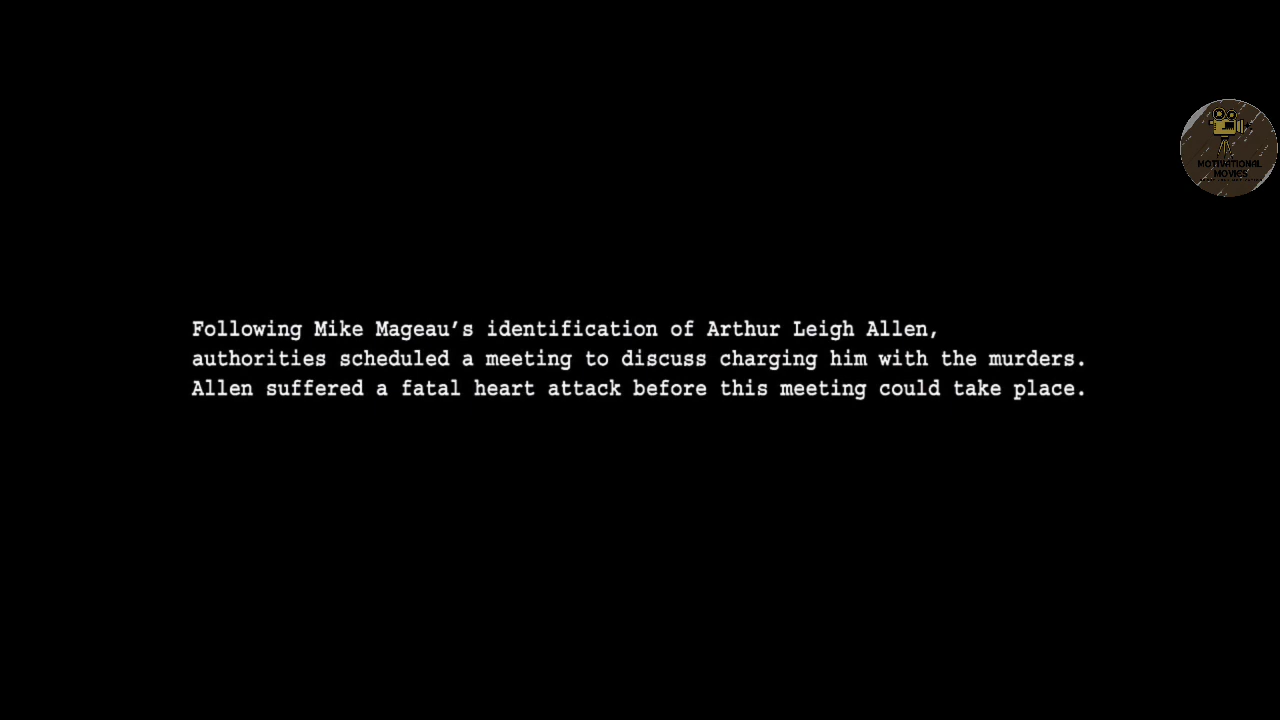 MOTIVATIONAL
MOVIES
Following Mike Mageau’s identification of Arthur Leigh Allen,
authorities scheduled a meeting to discuss charging him with the murders.
Allen suffered a fatal heart attack before this meeting could take place.